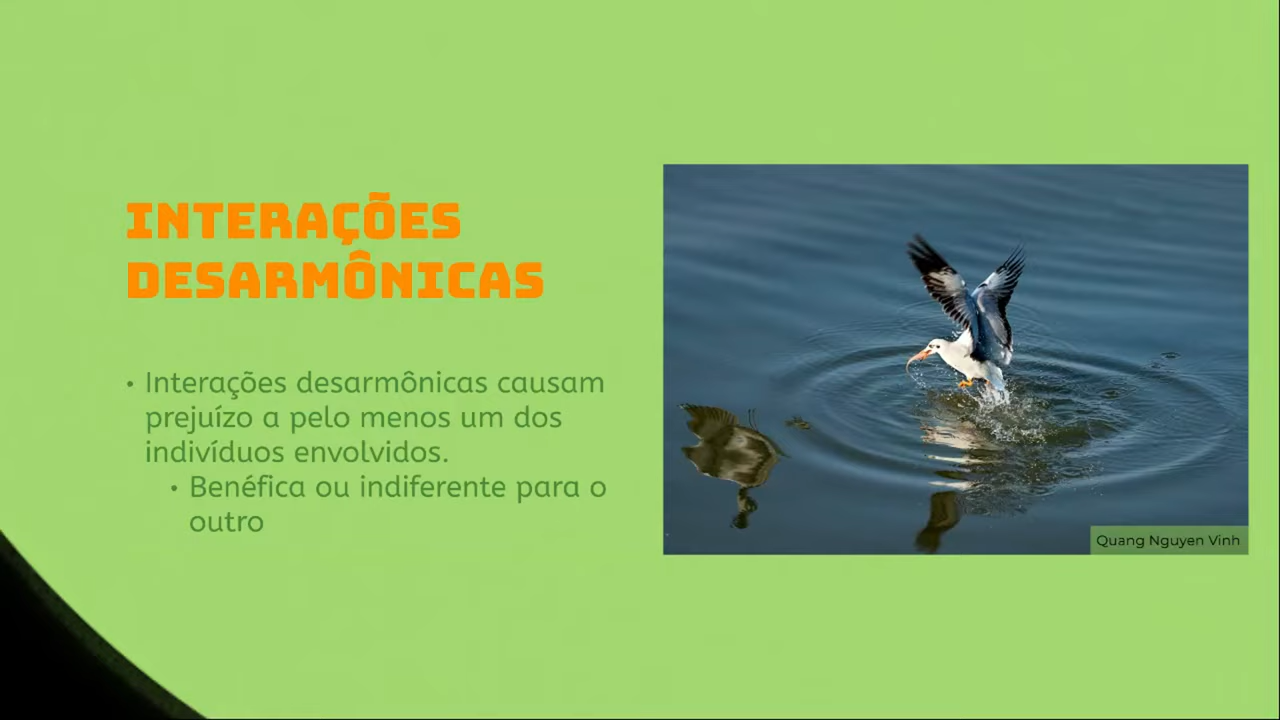 INTERAÇÕES
DESARMÔNICAS
• Interações desarmônicas causam
prejuízo a pelo menos um dos
indivíduos envolvidos.
• Benéfica ou indiferente para o
outro
Quang Nguyen Vinh